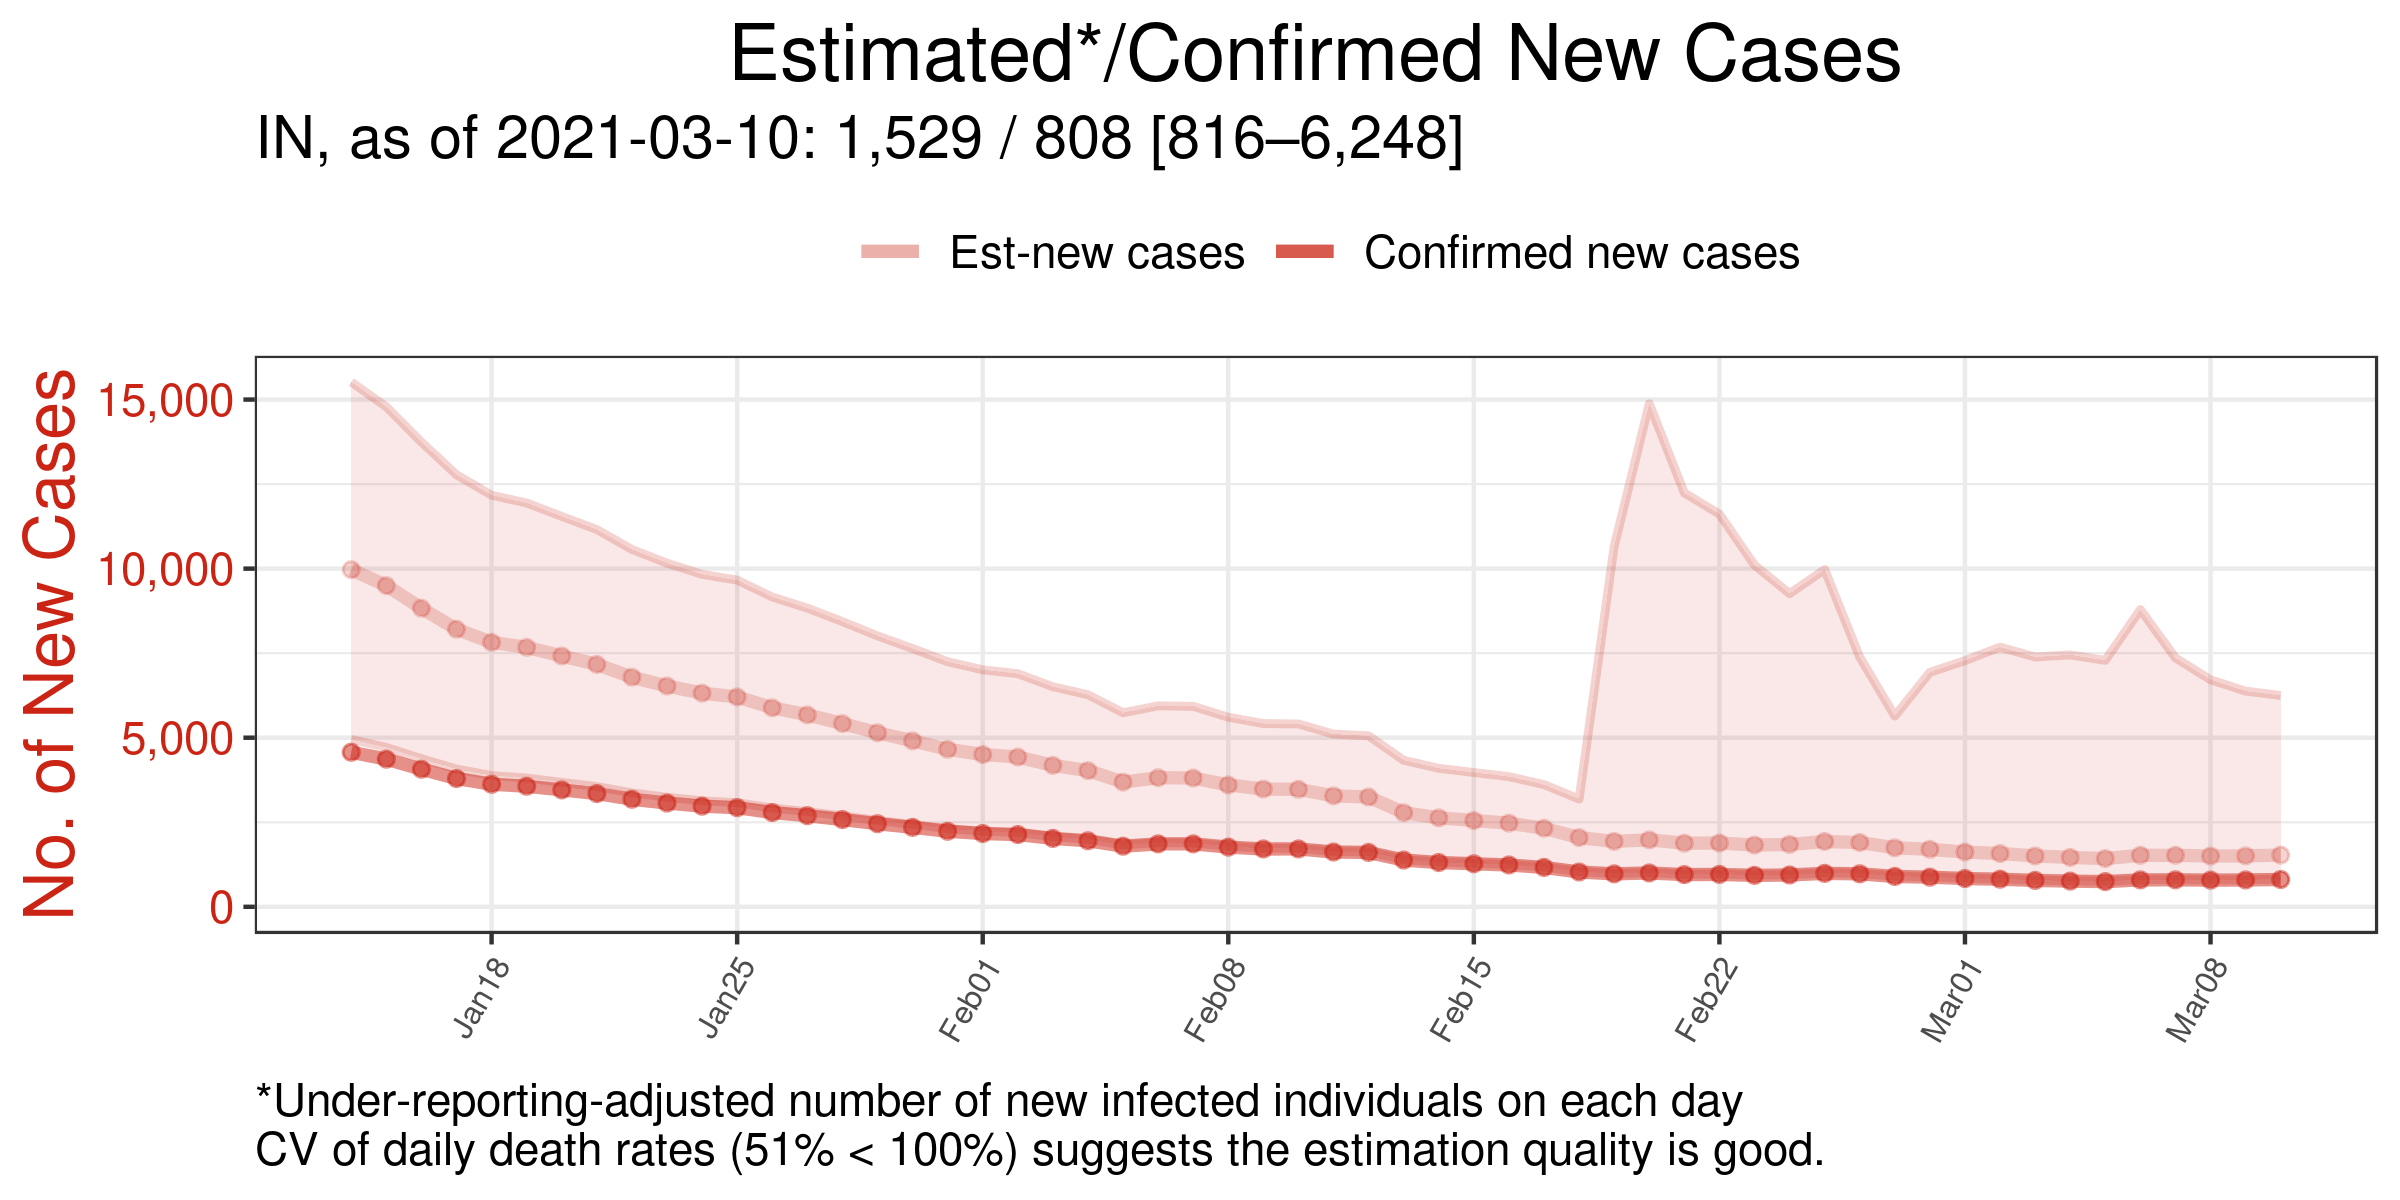 Estimated*/Confirmed New Cases
IN, as of 2021-03-10: 1,529 / 808 [816–6,248]
Est-new cases
Confirmed new cases
No. of New Cases
15,000
10,000
5,000
0
Jan18
Jan25
Feb01
Feb08
Feb15
Feb22
Mar01
Mar08
*Under-reporting-adjusted number of new infected individuals on each day
CV of daily death rates (51% < 100%) suggests the estimation quality is good.